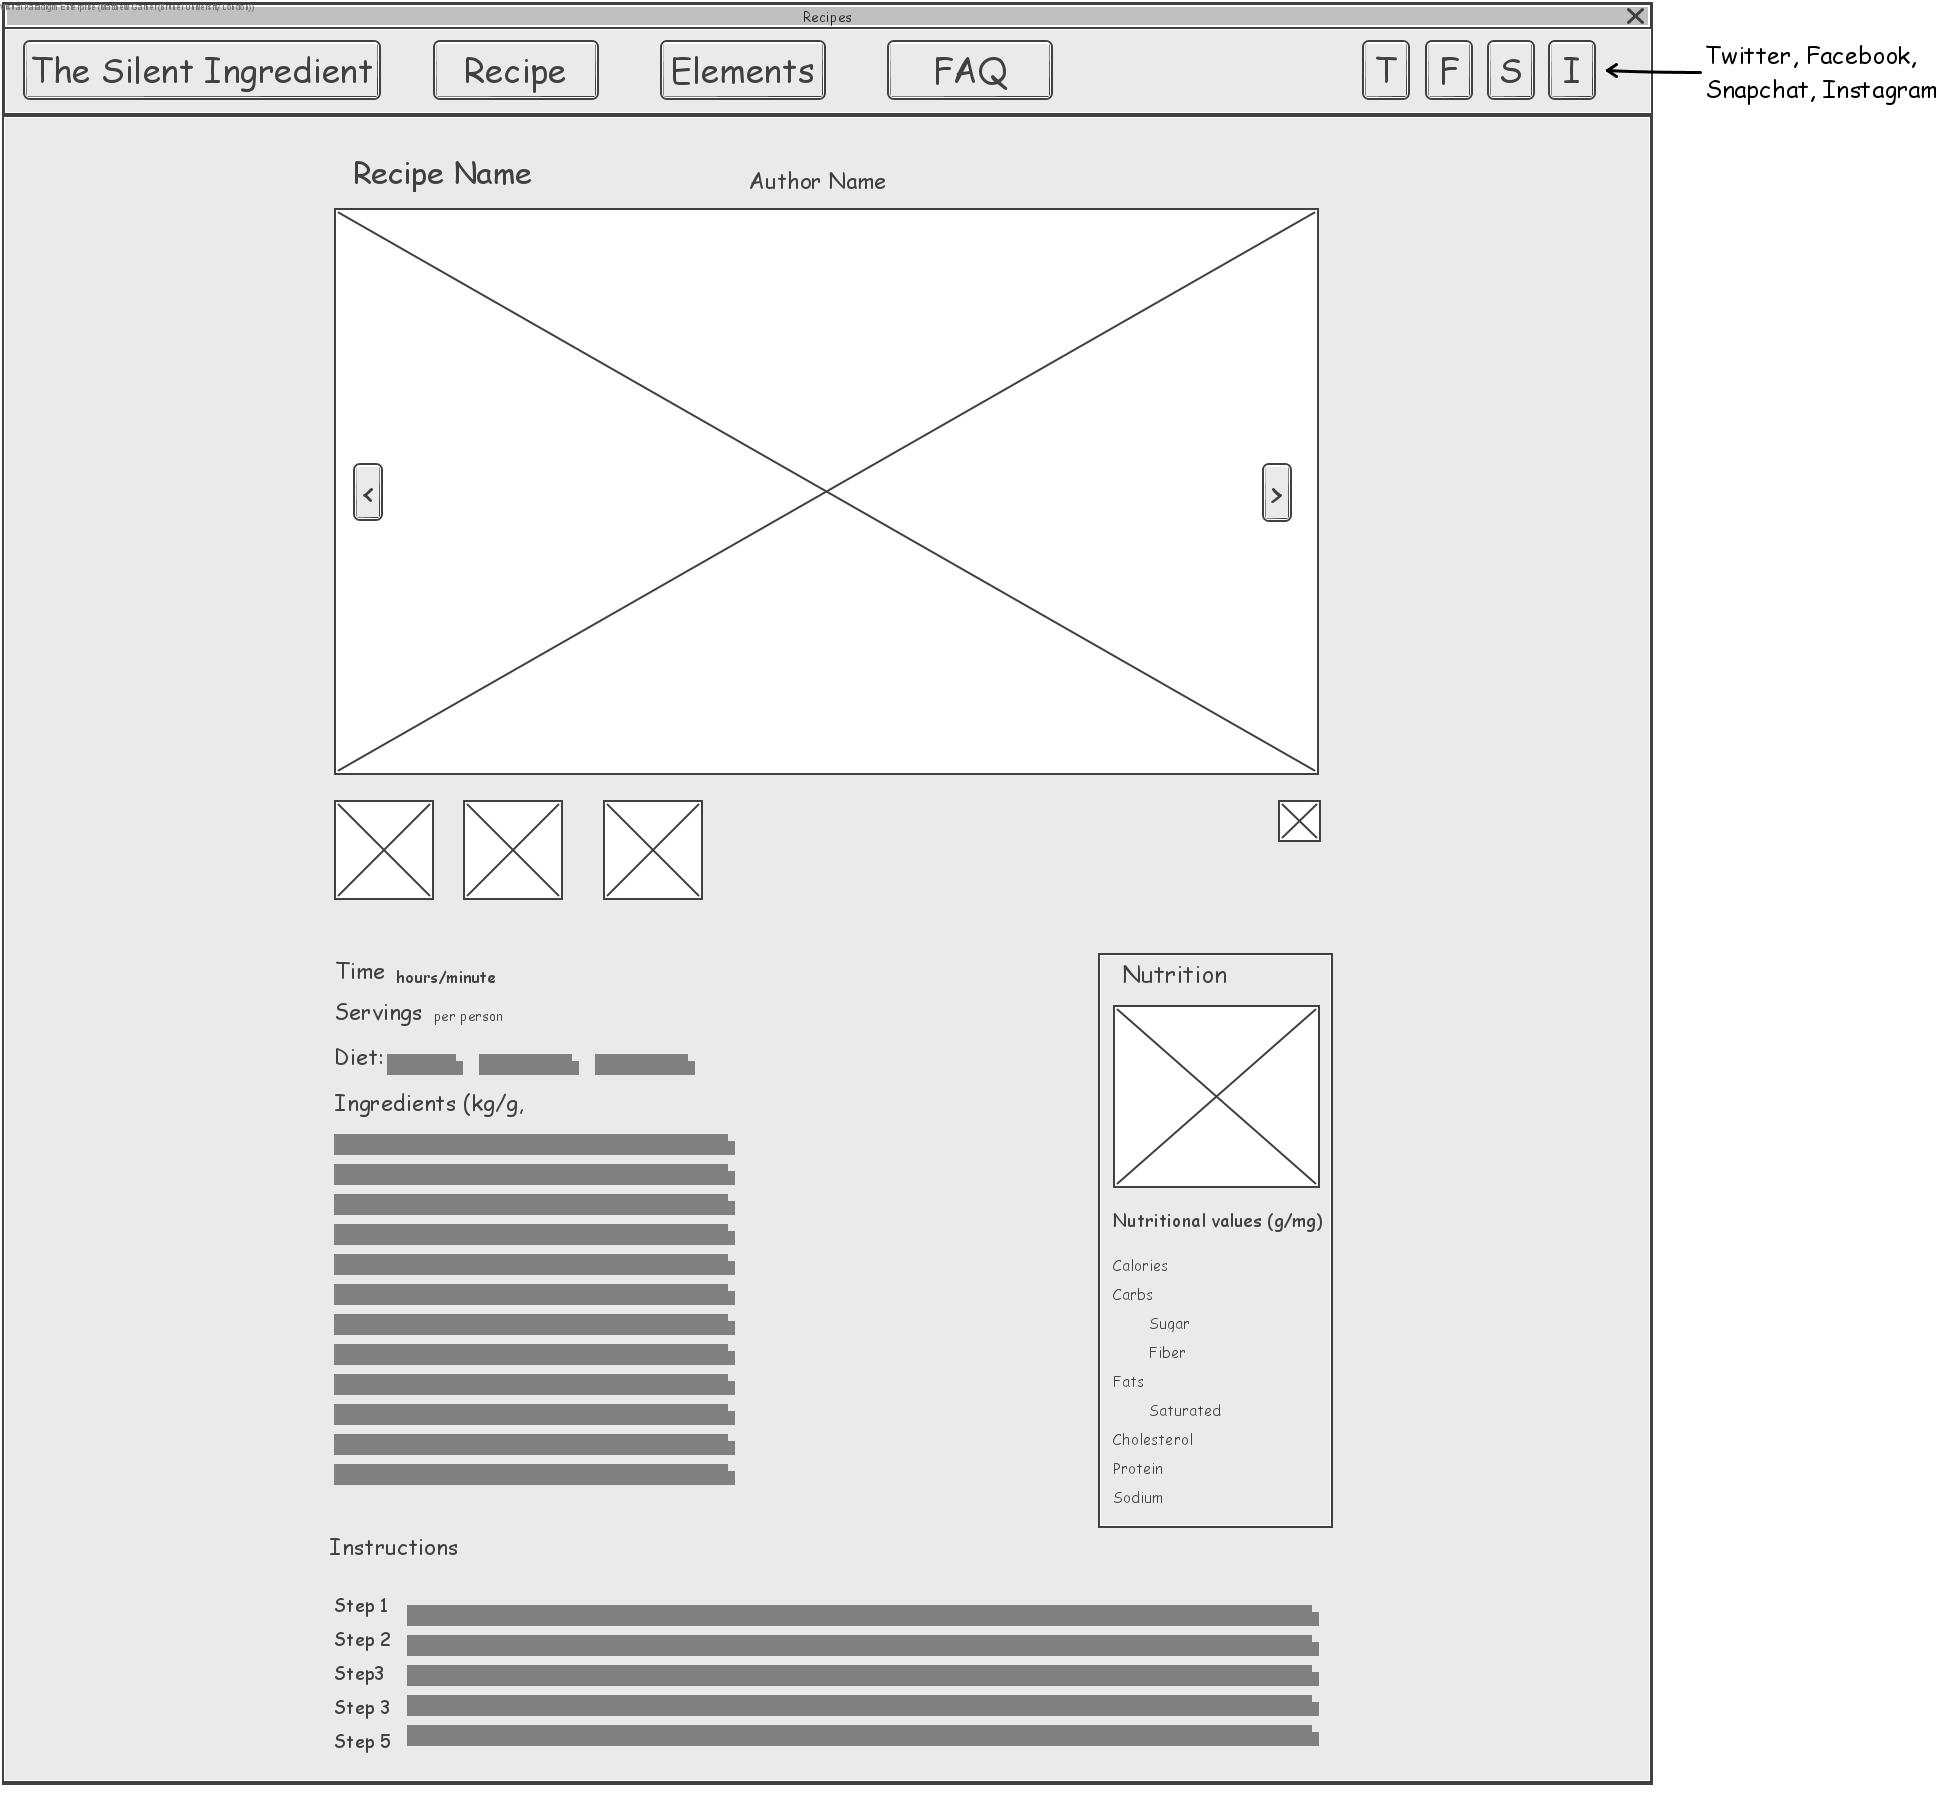 Recipes
The Silent Ingredient
Recipe
Elements
FAQ
T
F
S
I
Twitter, Facebook,
Snapchat, Instagram
Recipe Name
Author Name
<
>
Time hours/minute
Servings per person
Diet:
Ingredients (kg/g,
Nutrition
Nutritional values (g/mg)
Calories
Carbs
Sugar
Fiber
Fats
Saturated
Cholesterol
Protein
Sodium
Instructions
Step 1
Step 2
Step3
Step 3
Step 5